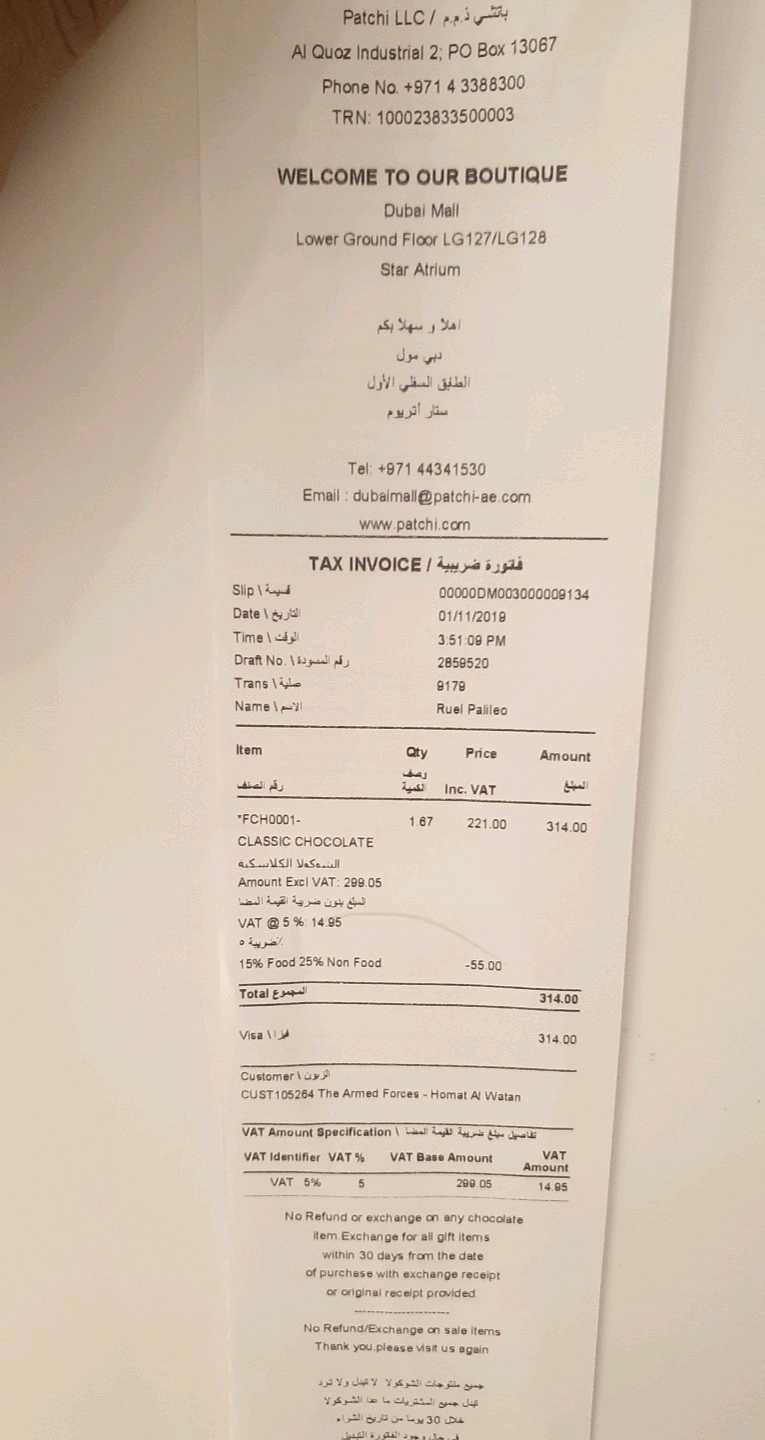 Patchi LLC / باتشي ذ.م.م
Al Quoz Industrial 2; PO Box 13067
Phone No. +971 4 3388300
TRN: 100023833500003
WELCOME TO OUR BOUTIQUE
Dubai Mall
Lower Ground Floor LG127/LG128
Star Atrium
اهلا و سهلا بكم
دبي مول
الطابق السفلي الأول
ستار أتريوم
Tel: +971 44341530
Email : dubaimall@patchi-ae.com
www.patchi.com
TAX INVOICE / فاتورة ضريبية
Slip \ قسيمة 00000DM003000009134
Date \ التاريخ 01/11/2019
Time \ الوقت 3:51:09 PM
Draft No. \ رقم المسودة 2859520
Trans \ صلية 9179
Name \ الاسم Ruel Palileo
Item Qty Price Amount
رقم الصنف وصف الكمية Inc. VAT المبلغ
*FCH0001- 1.67 221.00 314.00
CLASSIC CHOCOLATE
الشوكولا الكلاسكية
Amount Excl VAT: 299.05
المبلغ بدون ضريبة القيمة المضا
VAT @ 5 %: 14.95
ضريبة ٥٪
15% Food 25% Non Food -55.00
Total المجموع 314.00
Visa \ فيزا 314.00
Customer \ الزبون
CUST105264 The Armed Forces - Homat Al Watan
VAT Amount Specification \ تفاصيل مبلغ ضريبة القيمة المضا
VAT Identifier VAT % VAT Base Amount VAT Amount
VAT 5% 5 299.05 14.95
No Refund or exchange on any chocolate
item.Exchange for all gift items
within 30 days from the date
of purchase with exchange receipt
or original receipt provided
---------------------
No Refund/Exchange on sale items
Thank you,please visit us again
جميع منتوجات الشوكولا لا تبدل ولا ترد
تبدل جميع المشتريات ما عدا الشوكولا
خلال 30 يوما من تاريخ الشراء
في حال وجود الفاتورة التبديل